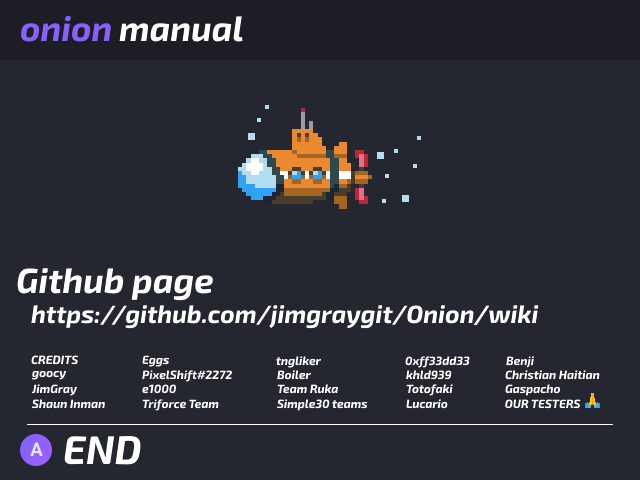 onion manual
Github page
https://github.com/jimgraygit/Onion/wiki
CREDITS Eggs tngliker 0xff33dd33 Benji
goocy PixelShift#2272 Boiler khld939 Christian Haitian
JimGray e1000 Team Ruka Totofaki Gaspacho
Shaun Inman Triforce Team Simple30 teams Lucario OUR TESTERS 🙏
A END